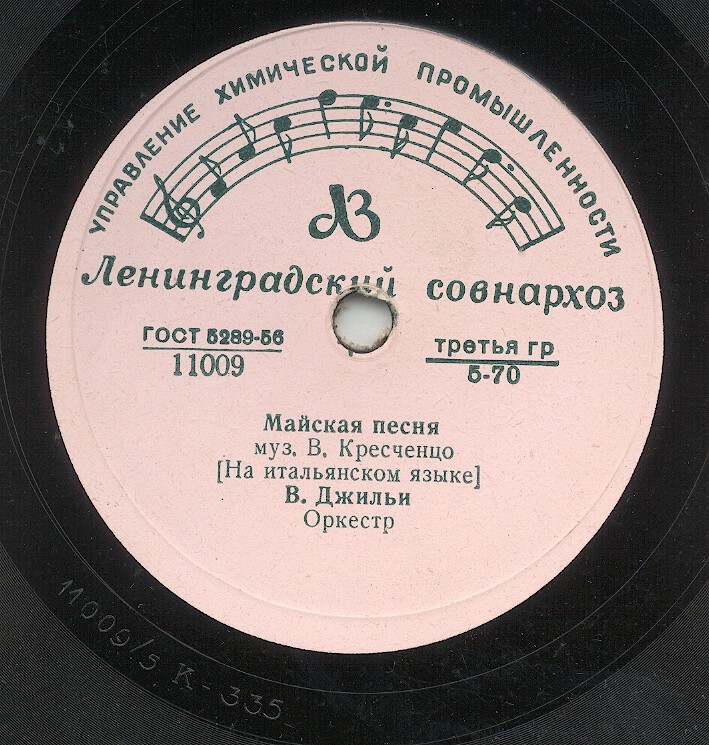 УПРАВЛЕНИЕ ХИМИЧЕСКОЙ ПРОМЫШЛЕННОСТИ
ЛЗ
Ленинградский совнархоз
ГОСТ 5289-56
11009
третья гр
5-70
Майская песня
муз. В. Кресченцо
[На итальянском языке]
В. Джильи
Оркестр
11009/5 К-335